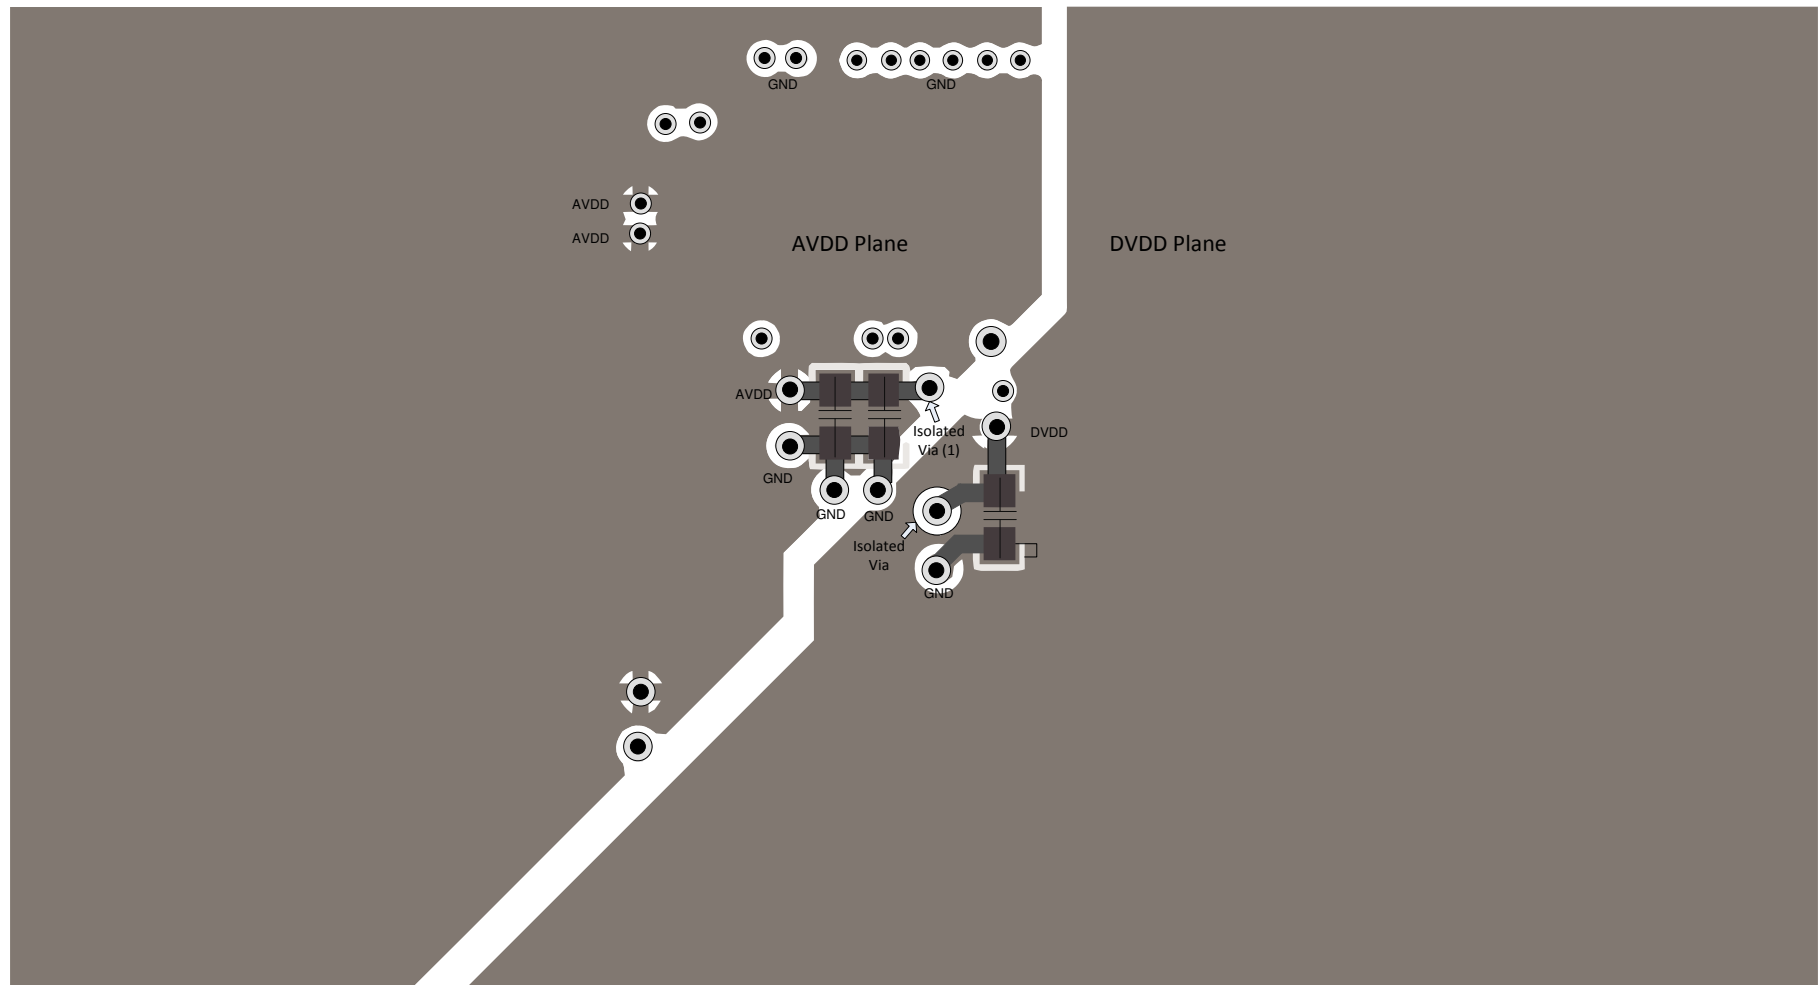 GND
GND
AVDD
AVDD
AVDD Plane
DVDD Plane
AVDD
Isolated
Via (1)
DVDD
GND
GND
GND
Isolated
Via
GND